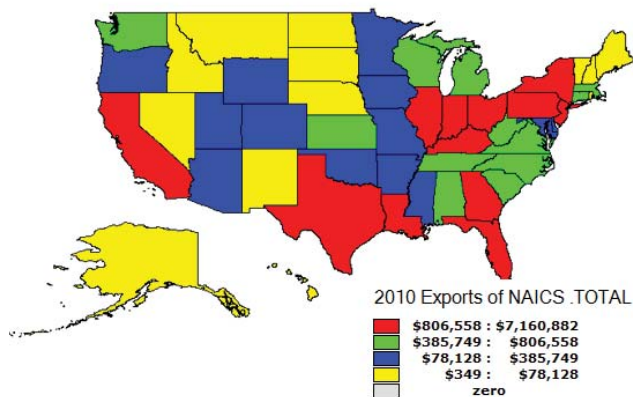 2010 Exports of NAICS .TOTAL
$806,558 : $7,160,882
$385,749 : $806,558
$78,128 : $385,749
$349 : $78,128
zero